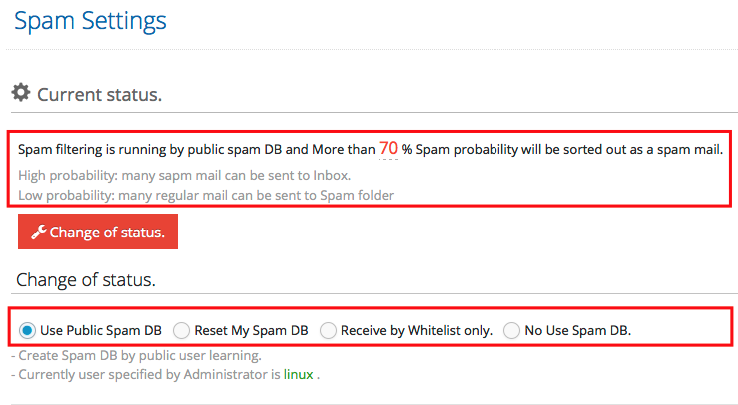 Spam Settings
Current status.
Spam filtering is running by public spam DB and More than 70 % Spam probability will be sorted out as a spam mail.
High probability: many sapm mail can be sent to Inbox.
Low probability: many regular mail can be sent to Spam folder
Change of status.
Change of status.
Use Public Spam DB Reset My Spam DB Receive by Whitelist only. No Use Spam DB.
- Create Spam DB by public user learning.
- Currently user specified by Administrator is linux .